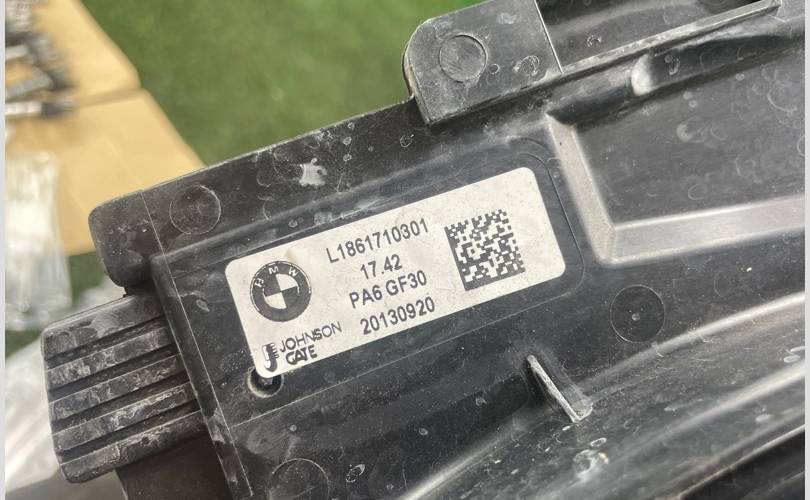 BMW
L1861710301
17.42
PA6 GF30
20130920
JOHNSON
GATE